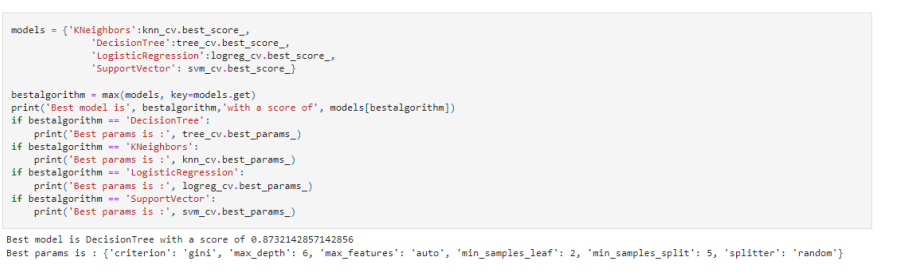 models = {'KNeighbors':knn_cv.best_score_,
'DecisionTree':tree_cv.best_score_,
'LogisticRegression':logreg_cv.best_score_,
'SupportVector': svm_cv.best_score_}
bestalgorithm = max(models, key=models.get)
print('Best model is', bestalgorithm,'with a score of', models[bestalgorithm])
if bestalgorithm == 'DecisionTree':
print('Best params is :', tree_cv.best_params_)
if bestalgorithm == 'KNeighbors':
print('Best params is :', knn_cv.best_params_)
if bestalgorithm == 'LogisticRegression':
print('Best params is :', logreg_cv.best_params_)
if bestalgorithm == 'SupportVector':
print('Best params is :', svm_cv.best_params_)
Best model is DecisionTree with a score of 0.8732142857142856
Best params is : {'criterion': 'gini', 'max_depth': 6, 'max_features': 'auto', 'min_samples_leaf': 2, 'min_samples_split': 5, 'splitter': 'random'}